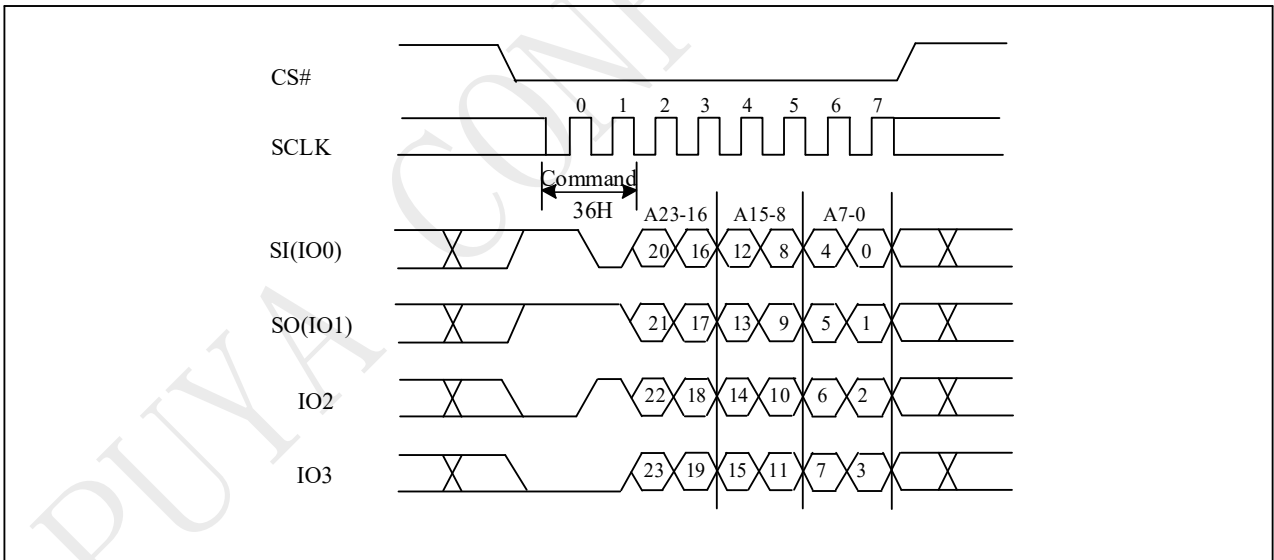 PUYA CONF
CS#
0 1 2 3 4 5 6 7
SCLK
Command
36H
A23-16 A15-8 A7-0
SI(IO0) 20 16 12 8 4 0
SO(IO1) 21 17 13 9 5 1
IO2 22 18 14 10 6 2
IO3 23 19 15 11 7 3